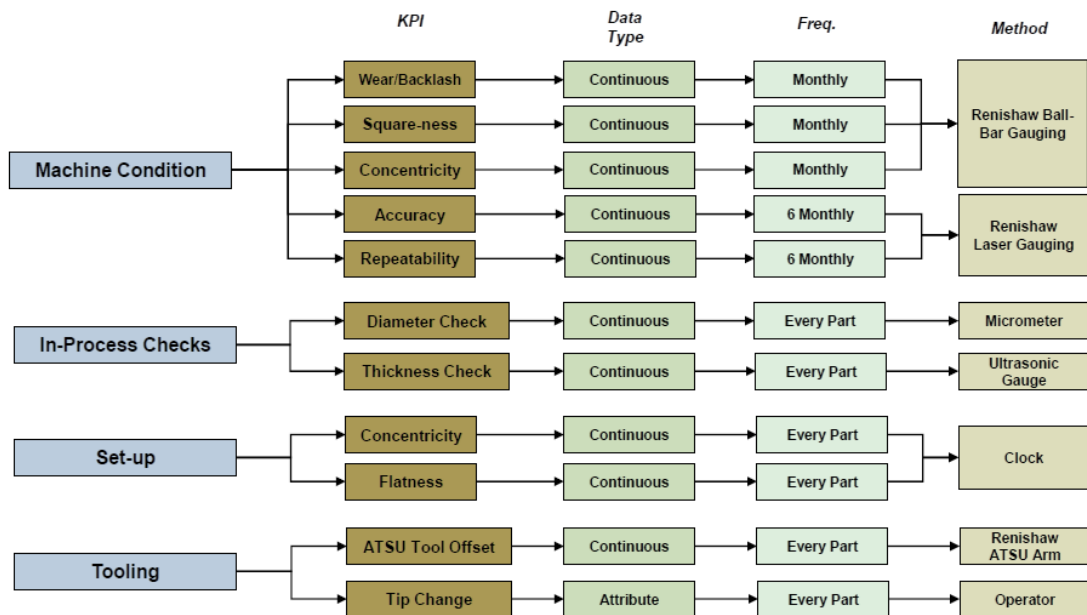 KPI
Data
Type
Freq.
Method
Wear/Backlash
Continuous
Monthly
Square-ness
Continuous
Monthly
Renishaw Ball-
Bar Gauging
Machine Condition
Concentricity
Continuous
Monthly
Accuracy
Continuous
6 Monthly
Renishaw
Laser Gauging
Repeatability
Continuous
6 Monthly
In-Process Checks
Diameter Check
Continuous
Every Part
Micrometer
Thickness Check
Continuous
Every Part
Ultrasonic
Gauge
Set-up
Concentricity
Continuous
Every Part
Clock
Flatness
Continuous
Every Part
Tooling
ATSU Tool Offset
Continuous
Every Part
Renishaw
ATSU Arm
Tip Change
Attribute
Every Part
Operator